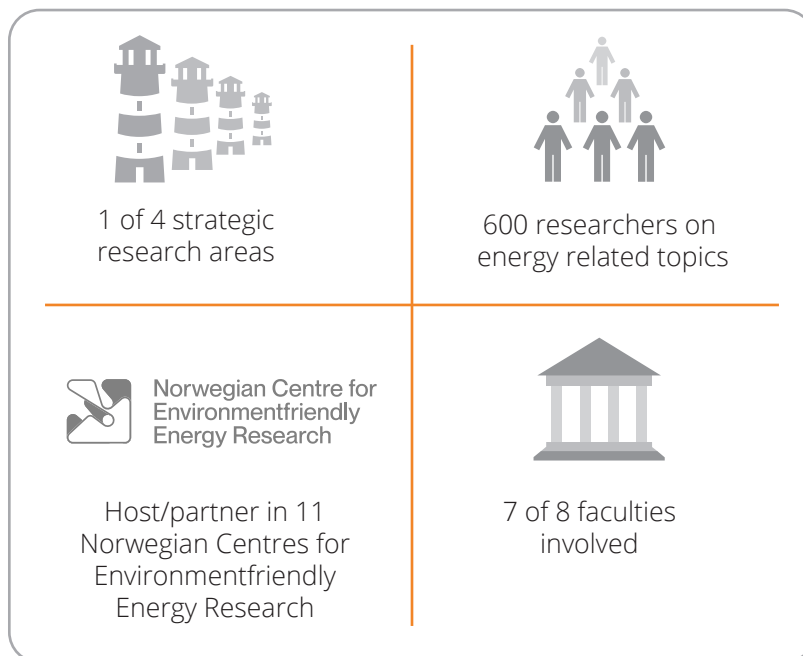 1 of 4 strategic
research areas
600 researchers on
energy related topics
Norwegian Centre for
Environmentfriendly
Energy Research
Host/partner in 11
Norwegian Centres for
Environmentfriendly
Energy Research
7 of 8 faculties
involved